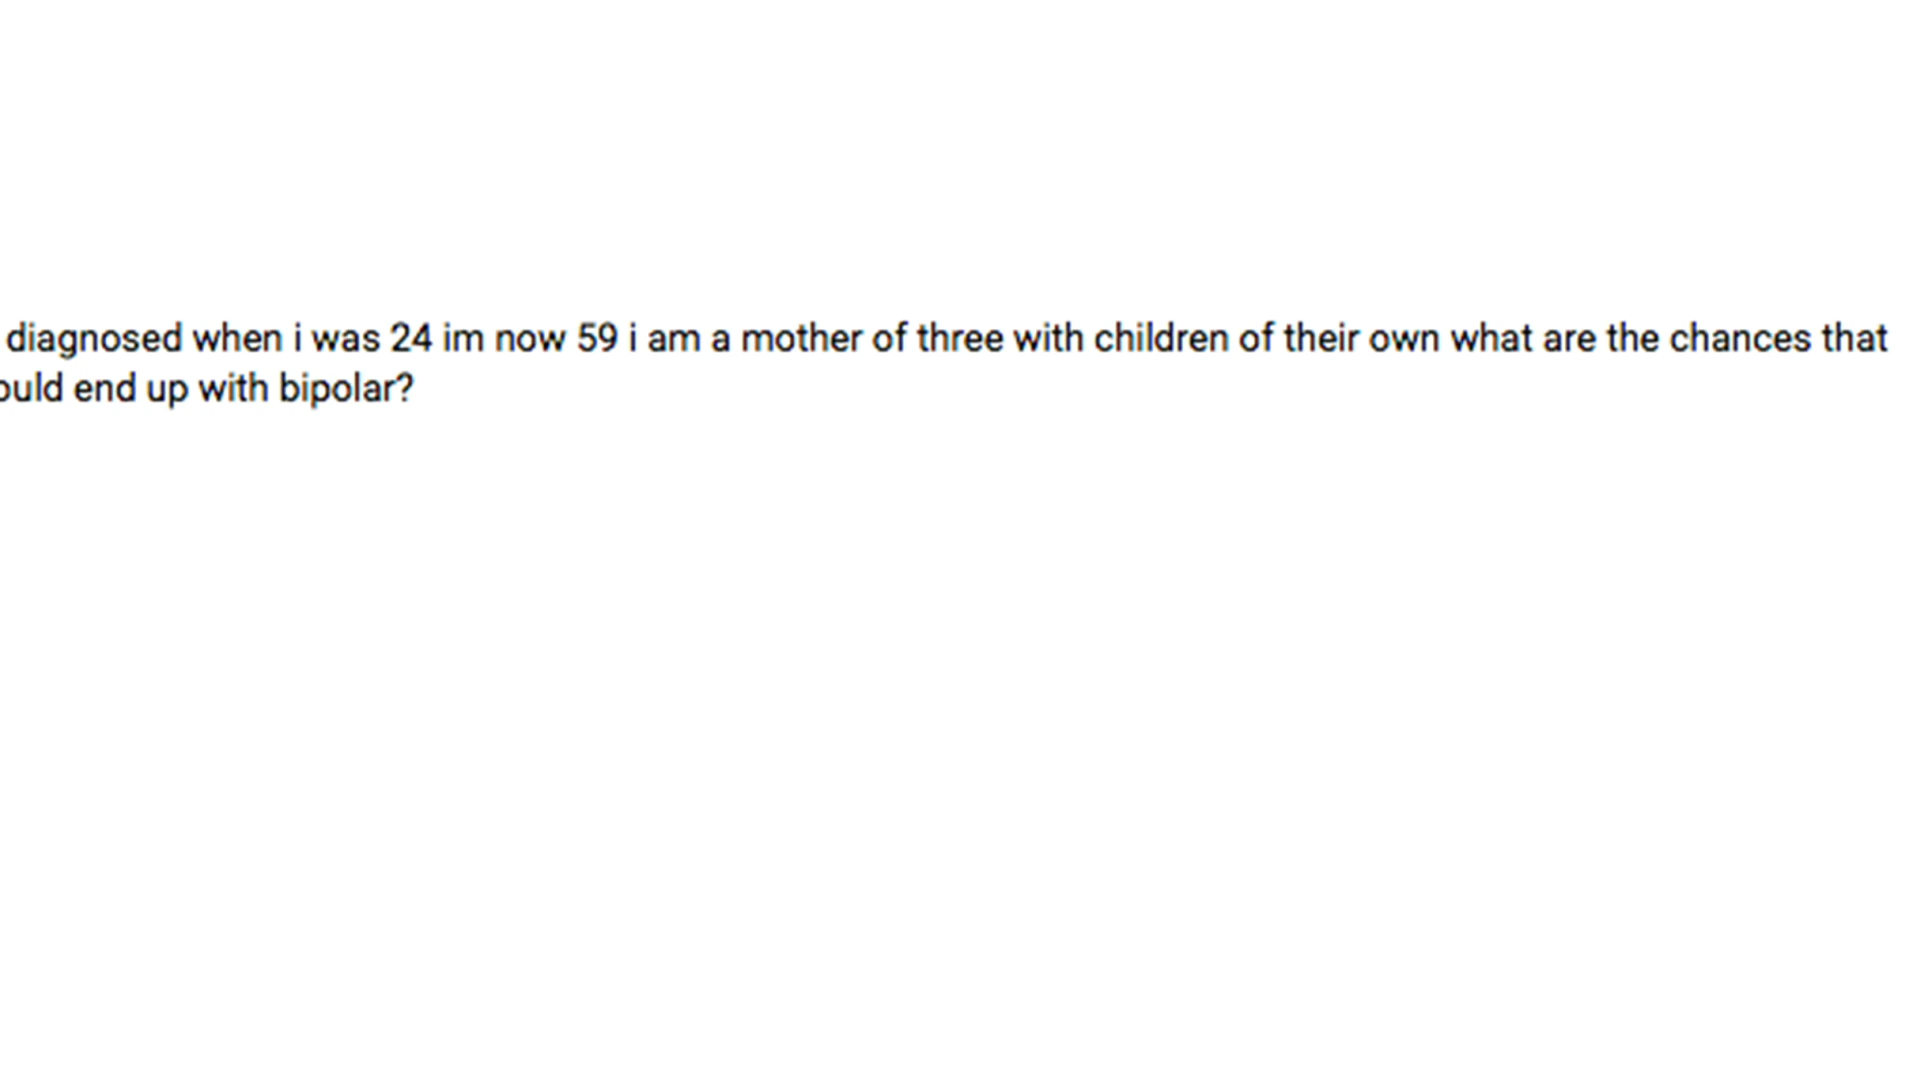 diagnosed when i was 24 im now 59 i am a mother of three with children of their own what are the chances that
ould end up with bipolar?